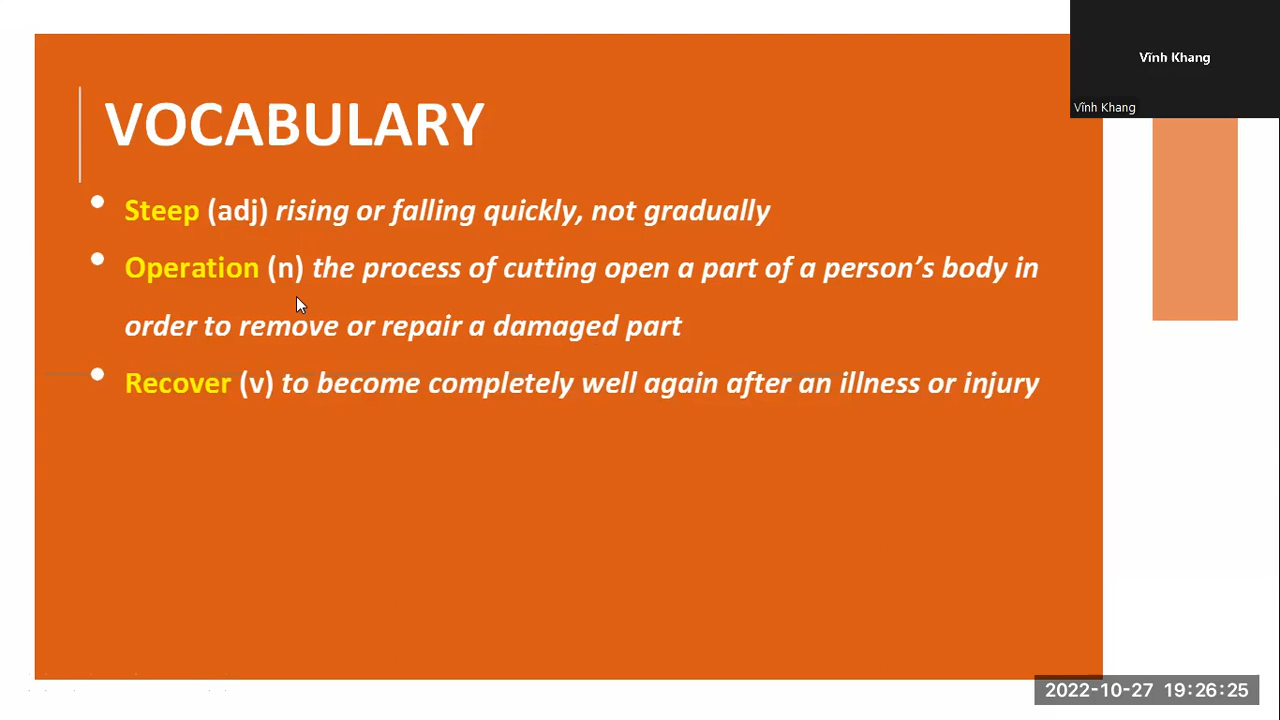 Vĩnh Khang
Vĩnh Khang
VOCABULARY
• Steep (adj) rising or falling quickly, not gradually
• Operation (n) the process of cutting open a part of a person’s body in
order to remove or repair a damaged part
• Recover (v) to become completely well again after an illness or injury
2022-10-27 19:26:25